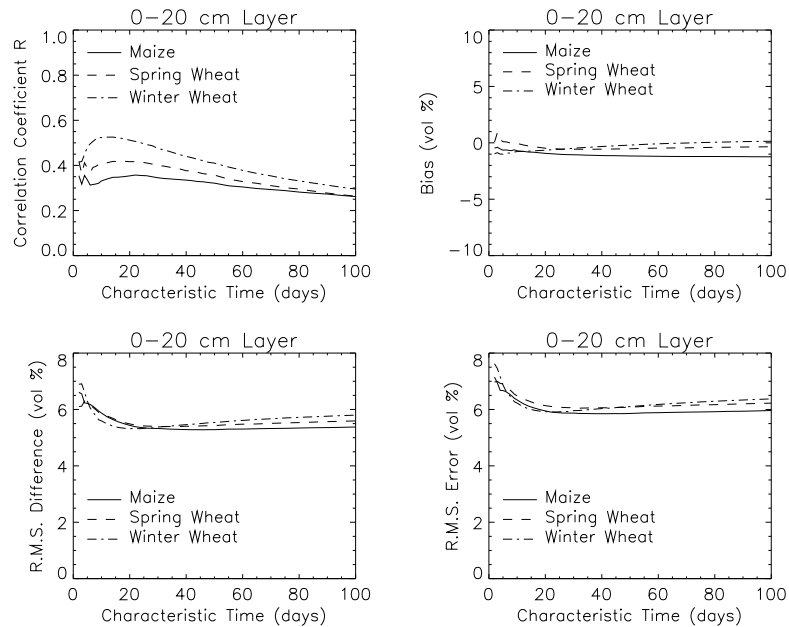 0-20 cm Layer
Correlation Coefficient R
1.0
0.8
0.6
0.4
0.2
0.0
Maize
Spring Wheat
Winter Wheat
0 20 40 60 80 100
Characteristic Time (days)
0-20 cm Layer
Bias (vol %)
10
5
0
-5
-10
Maize
Spring Wheat
Winter Wheat
0 20 40 60 80 100
Characteristic Time (days)
0-20 cm Layer
R.M.S. Difference (vol %)
8
6
4
2
0
Maize
Spring Wheat
Winter Wheat
0 20 40 60 80 100
Characteristic Time (days)
0-20 cm Layer
R.M.S. Error (vol %)
8
6
4
2
0
Maize
Spring Wheat
Winter Wheat
0 20 40 60 80 100
Characteristic Time (days)